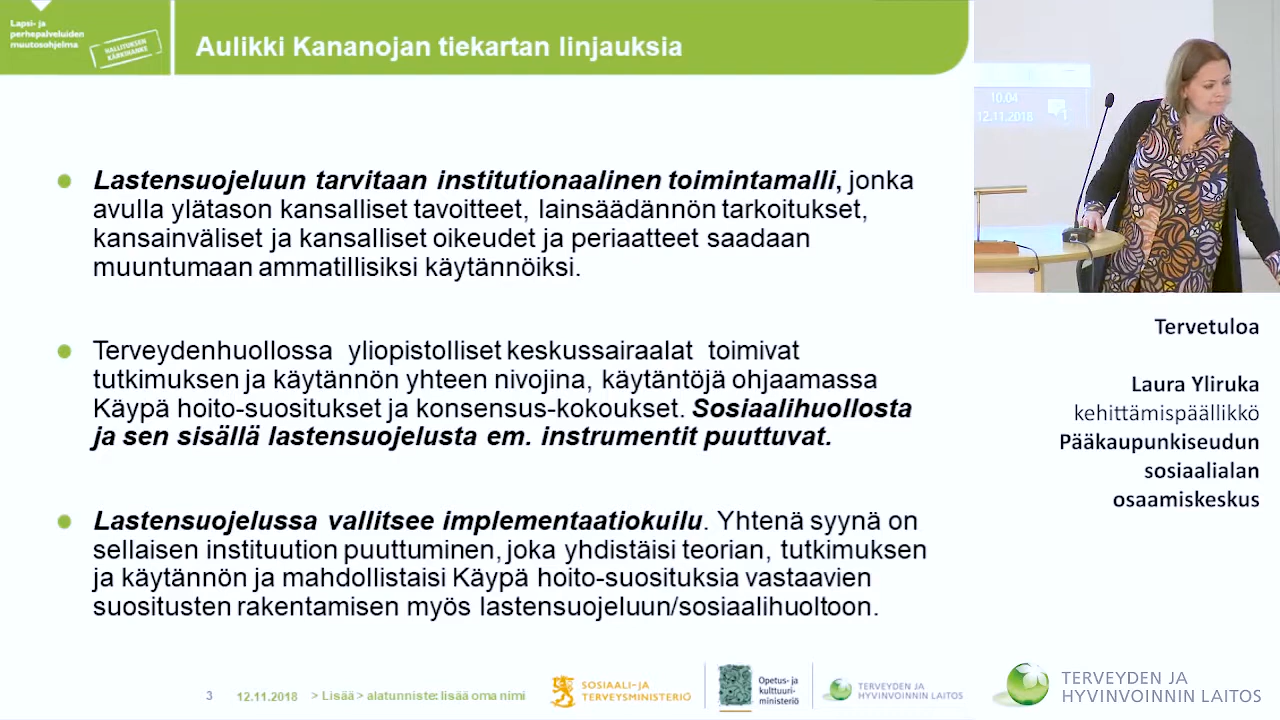 Lapsi- ja
perhepalveluiden
muutosohjelma
HALLITUKSEN
KÄRKIHANKE
Aulikki Kananojan tiekartan linjauksia
10.04
12.11.2018
Lastensuojeluun tarvitaan institutionaalinen toimintamalli, jonka
avulla ylätason kansalliset tavoitteet, lainsäädännön tarkoitukset,
kansainväliset ja kansalliset oikeudet ja periaatteet saadaan
muuntumaan ammatillisiksi käytännöiksi.
Terveydenhuollossa yliopistolliset keskussairaalat toimivat
tutkimuksen ja käytännön yhteen nivojina, käytäntöjä ohjaamassa
Käypä hoito-suositukset ja konsensus-kokoukset. Sosiaalihuollosta
ja sen sisällä lastensuojelusta em. instrumentit puuttuvat.
Lastensuojelussa vallitsee implementaatiokuilu. Yhtenä syynä on
sellaisen instituution puuttuminen, joka yhdistäisi teorian, tutkimuksen
ja käytännön ja mahdollistaisi Käypä hoito-suosituksia vastaavien
suositusten rakentamisen myös lastensuojeluun/sosiaalihuoltoon.
Tervetuloa
Laura Yliruka
kehittämispäällikkö
Pääkaupunkiseudun
sosiaalialan
osaamiskeskus
3 12.11.2018 > Lisää > alatunniste: lisää oma nimi
SOSIAALI- JA
TERVEYSMINISTERIÖ
Opetus- ja
kulttuuri-
ministeriö
TERVEYDEN JA
HYVINVOINNIN LAITOS
TERVEYDEN JA
HYVINVOINNIN LAITOS